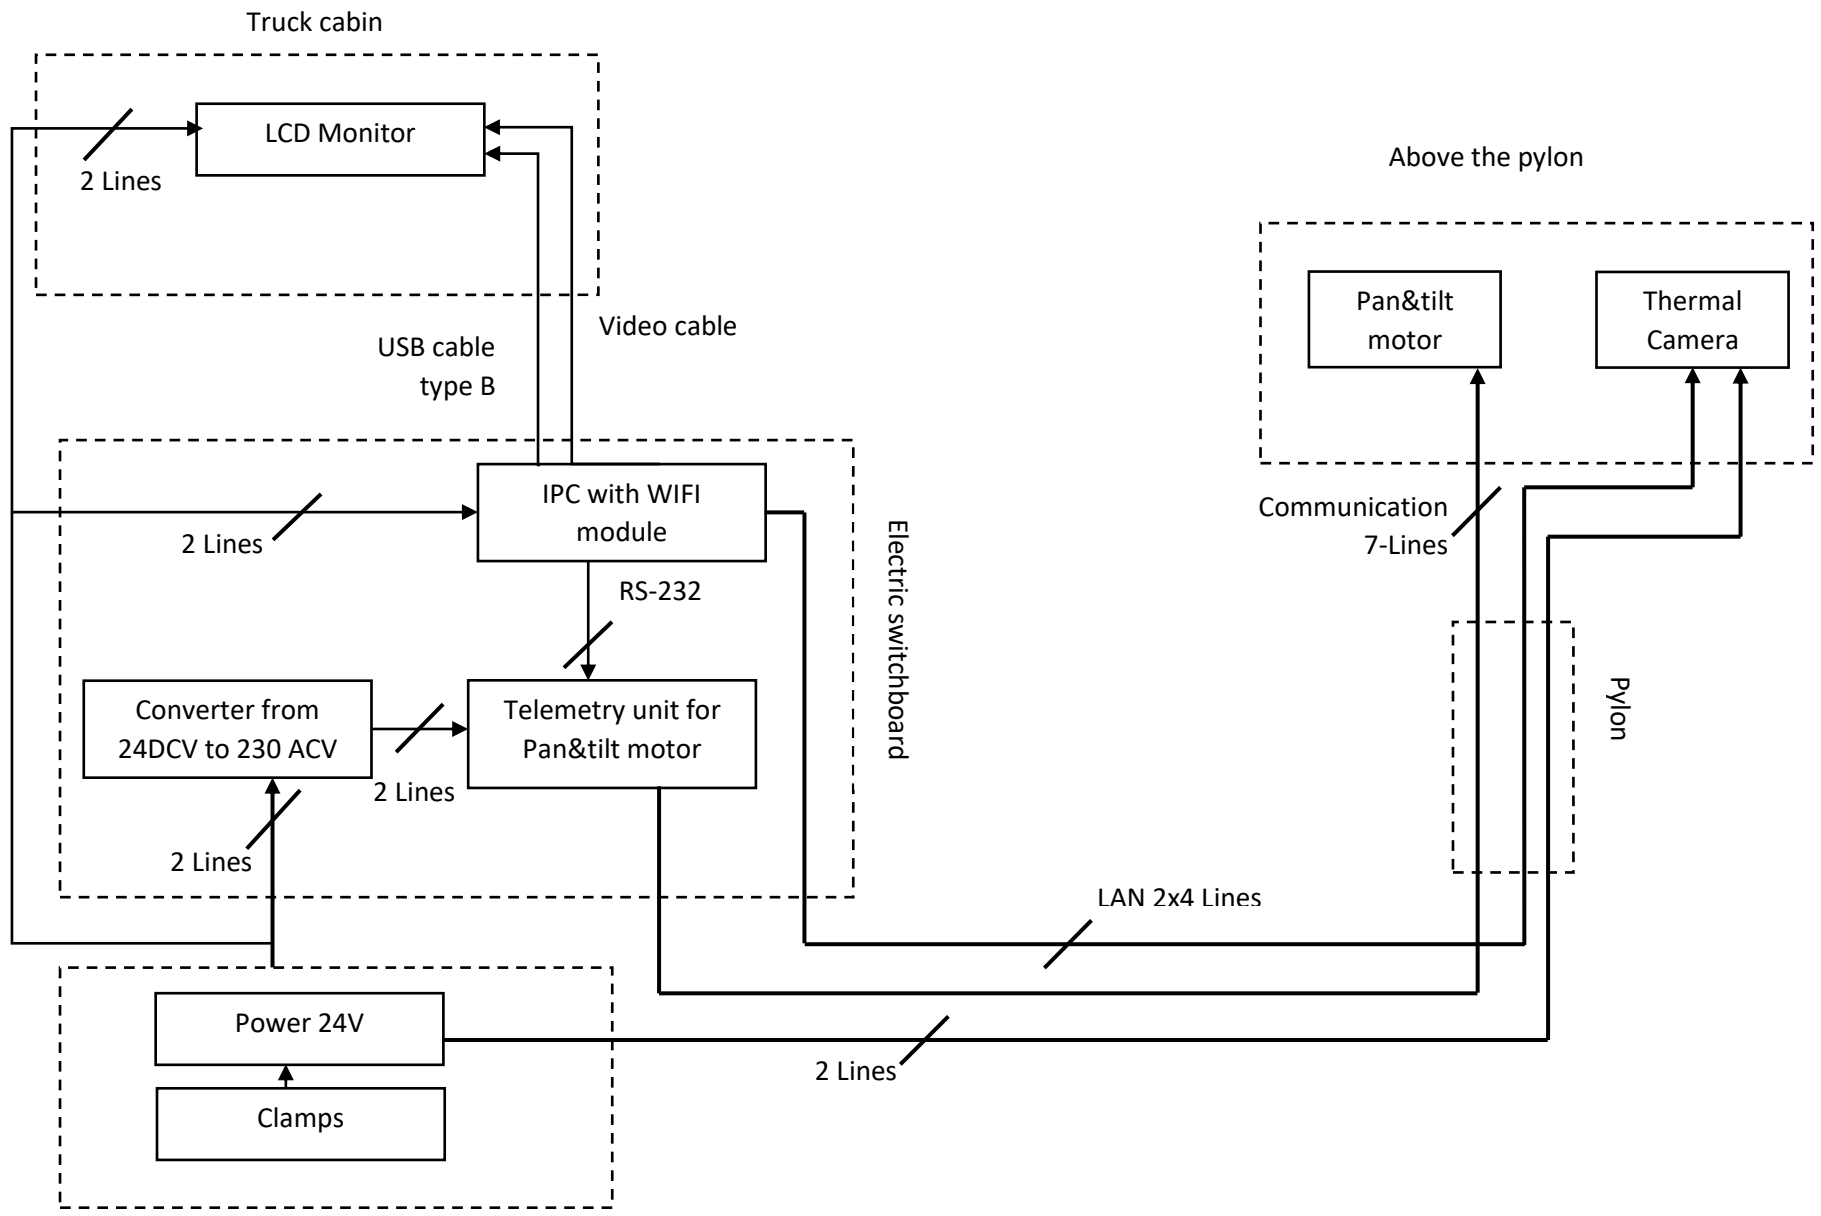 Truck cabin
LCD Monitor
2 Lines
Above the pylon
Pan&tilt
motor
Thermal
Camera
Video cable
USB cable
type B
IPC with WIFI
module
2 Lines
Communication
7-Lines
RS-232
Electric switchboard
Converter from
24DCV to 230 ACV
Telemetry unit for
Pan&tilt motor
2 Lines
2 Lines
Pylon
LAN 2x4 Lines
Power 24V
2 Lines
Clamps